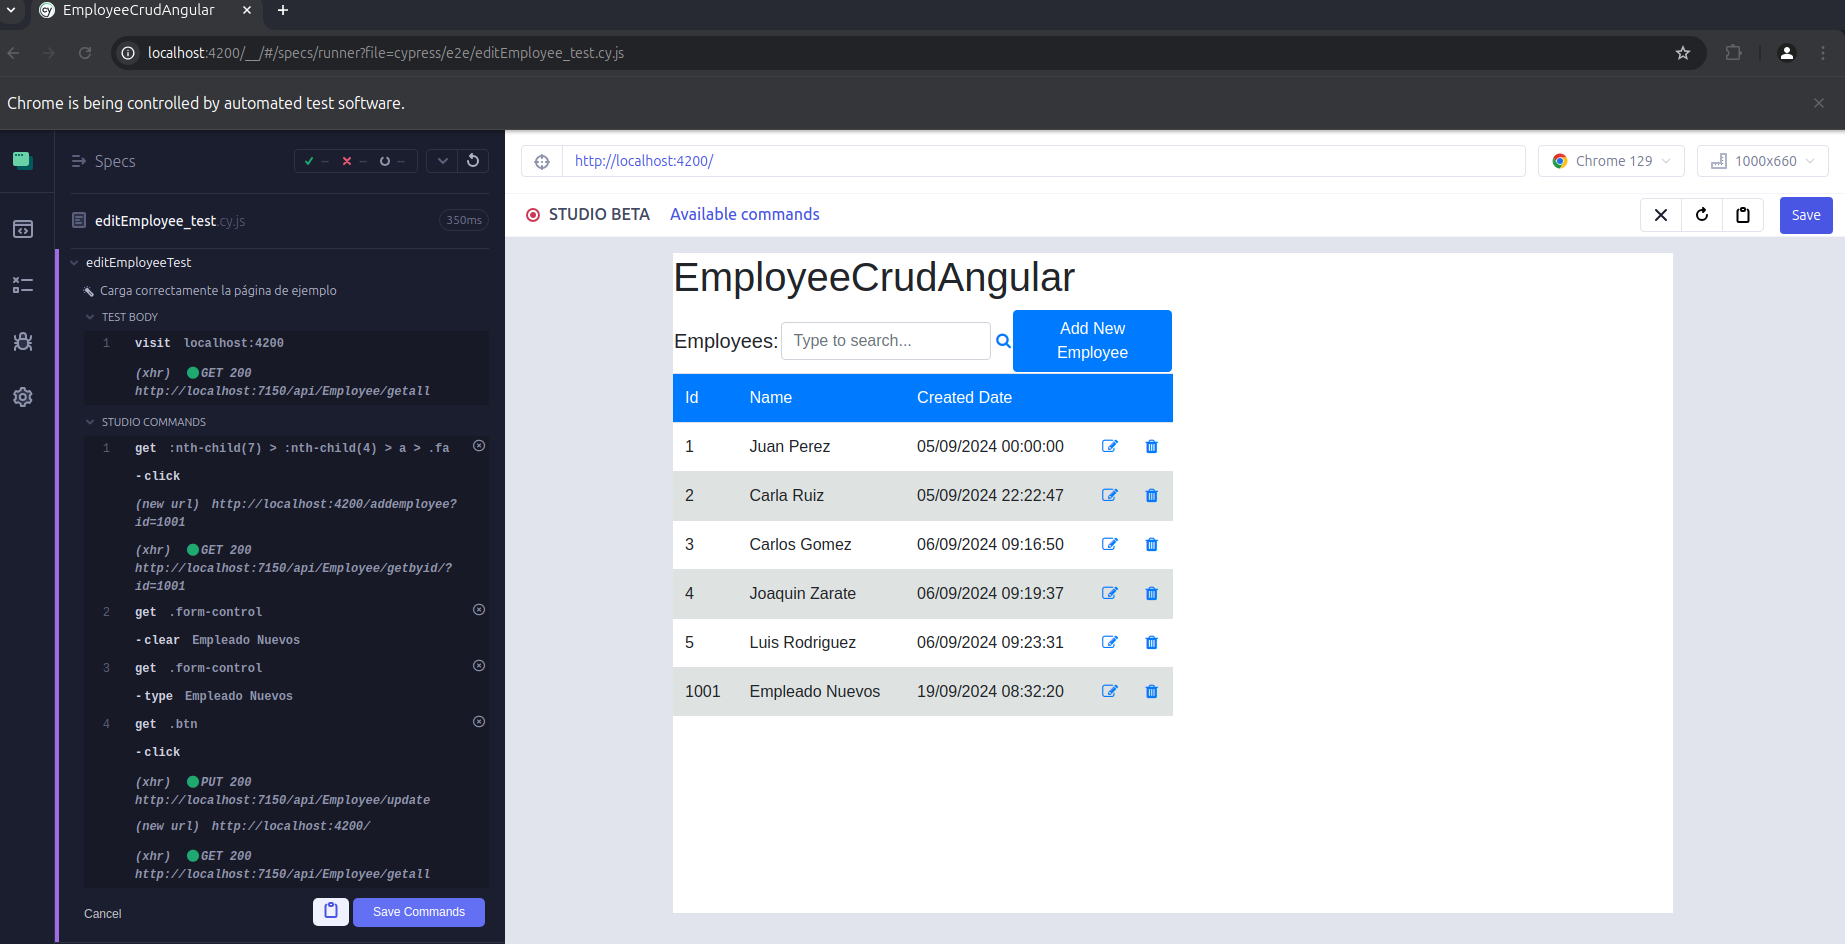 EmployeeCrudAngular
localhost:4200/__/#/specs/runner?file=cypress/e2e/editEmployee_test.cy.js
Chrome is being controlled by automated test software.
Specs
--
--
--
editEmployee_test.cy.js
350ms
editEmployeeTest
Carga correctamente la página de ejemplo
TEST BODY
1 visit localhost:4200
(xhr) GET 200
http://localhost:7150/api/Employee/getall
STUDIO COMMANDS
1 get :nth-child(7) > :nth-child(4) > a > .fa
-click
(new url) http://localhost:4200/addemployee?
id=1001
(xhr) GET 200
http://localhost:7150/api/Employee/getbyid/?
id=1001
2 get .form-control
-clear Empleado Nuevos
3 get .form-control
-type Empleado Nuevos
4 get .btn
-click
(xhr) PUT 200
http://localhost:7150/api/Employee/update
(new url) http://localhost:4200/
(xhr) GET 200
http://localhost:7150/api/Employee/getall
Cancel
Save Commands
http://localhost:4200/
Chrome 129
1000x660
STUDIO BETA Available commands
Save
EmployeeCrudAngular
Employees: Type to search...
Add New
Employee
Id Name Created Date
1 Juan Perez 05/09/2024 00:00:00
2 Carla Ruiz 05/09/2024 22:22:47
3 Carlos Gomez 06/09/2024 09:16:50
4 Joaquin Zarate 06/09/2024 09:19:37
5 Luis Rodriguez 06/09/2024 09:23:31
1001 Empleado Nuevos 19/09/2024 08:32:20